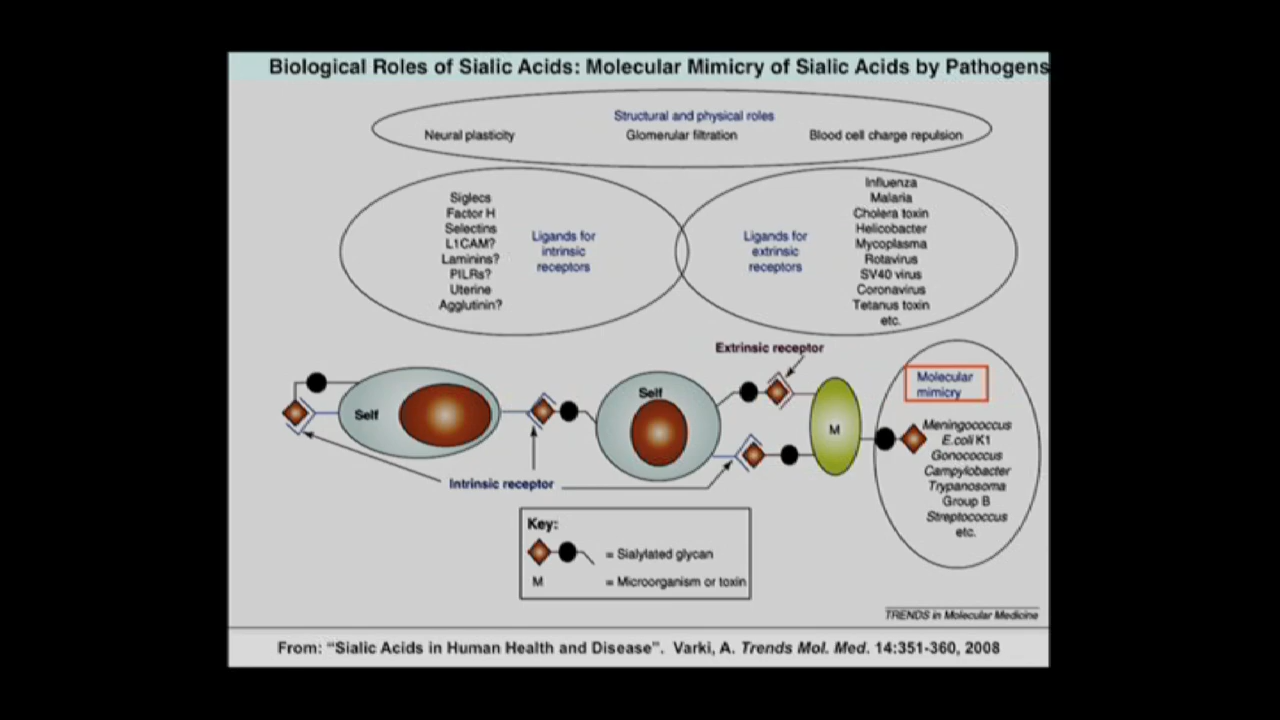 Biological Roles of Sialic Acids: Molecular Mimicry of Sialic Acids by Pathogens
Structural and physical roles
Neural plasticity
Glomerular filtration
Blood cell charge repulsion
Siglecs
Factor H
Selectins
L1CAM?
Laminins?
PILRs?
Uterine
Agglutinin?
Ligands for
intrinsic
receptors
Ligands for
extrinsic
receptors
Influenza
Malaria
Cholera toxin
Helicobacter
Mycoplasma
Rotavirus
SV40 virus
Coronavirus
Tetanus toxin
etc.
Extrinsic receptor
Self
Self
M
Molecular
mimicry
Meningococcus
E.coli K1
Gonococcus
Campylobacter
Trypanosoma
Group B
Streptococcus
etc.
Intrinsic receptor
Key:
= Sialylated glycan
M = Microorganism or toxin
TRENDS in Molecular Medicine
From: “Sialic Acids in Human Health and Disease”. Varki, A. Trends Mol. Med. 14:351-360, 2008